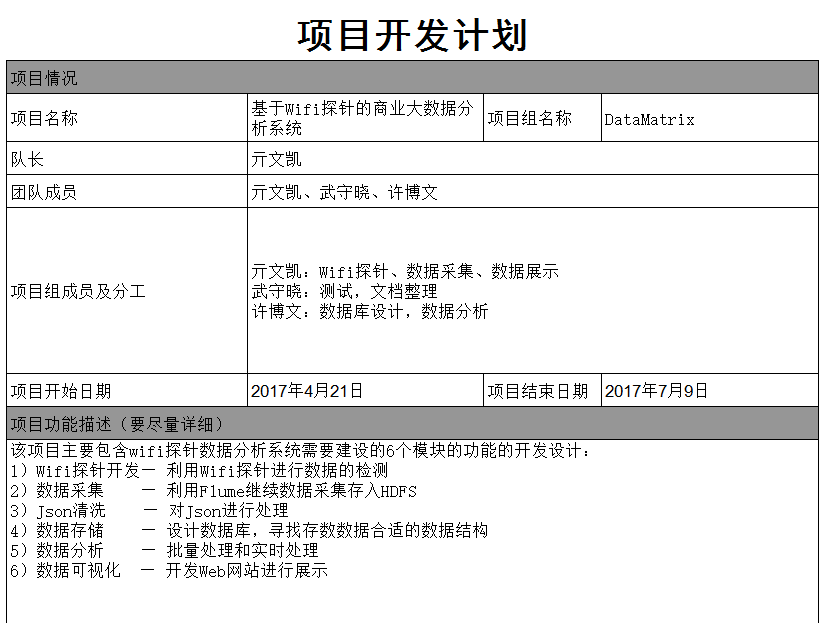 项目开发计划
项目情况
项目名称
基于Wifi探针的商业大数据分
析系统
项目组名称
DataMatrix
队长
亓文凯
团队成员
亓文凯、武守晓、许博文
项目组成员及分工
亓文凯：Wifi探针、数据采集、数据展示
武守晓：测试，文档整理
许博文：数据库设计，数据分析
项目开始日期
2017年4月21日
项目结束日期
2017年7月9日
项目功能描述（要尽量详细）
该项目主要包含wifi探针数据分析系统需要建设的6个模块的功能的开发设计：
1）Wifi探针开发— 利用Wifi探针进行数据的检测
2）数据采集 — 利用Flume继续数据采集存入HDFS
3）Json清洗 — 对Json进行处理
4）数据存储 — 设计数据库，寻找存数数据合适的数据结构
5）数据分析 — 批量处理和实时处理
6）数据可视化 — 开发Web网站进行展示